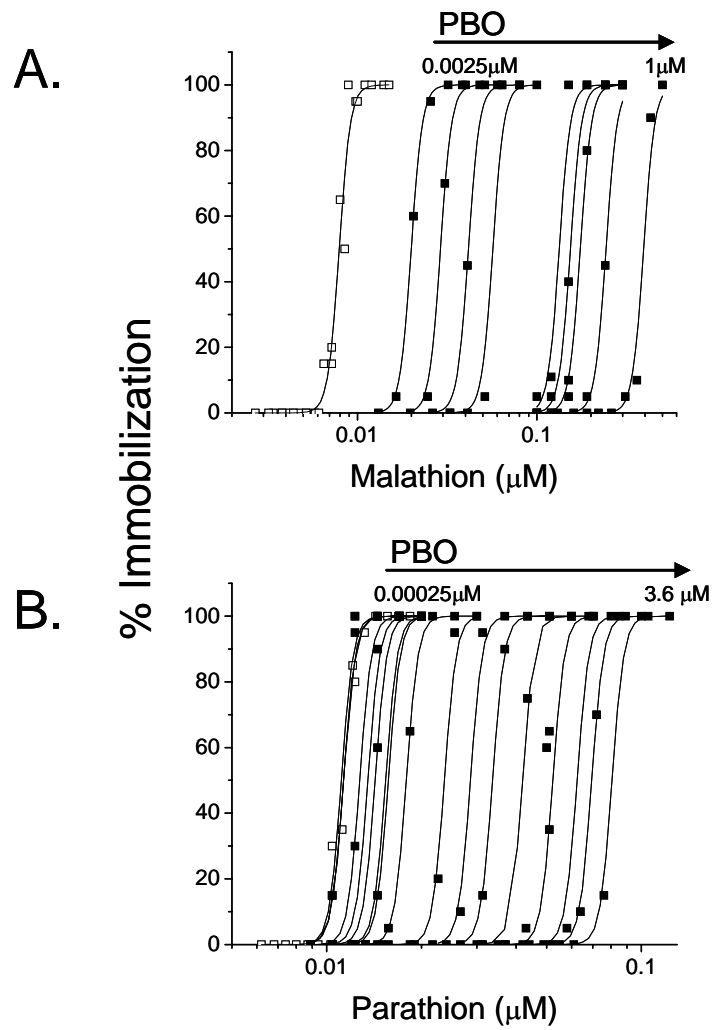 A.
PBO
0.0025μM
1μM
100
80
60
40
20
0
0.01
0.1
Malathion (μM)
% Immobilization
B.
PBO
0.00025μM
3.6 μM
100
80
60
40
20
0
0.01
0.1
Parathion (μM)